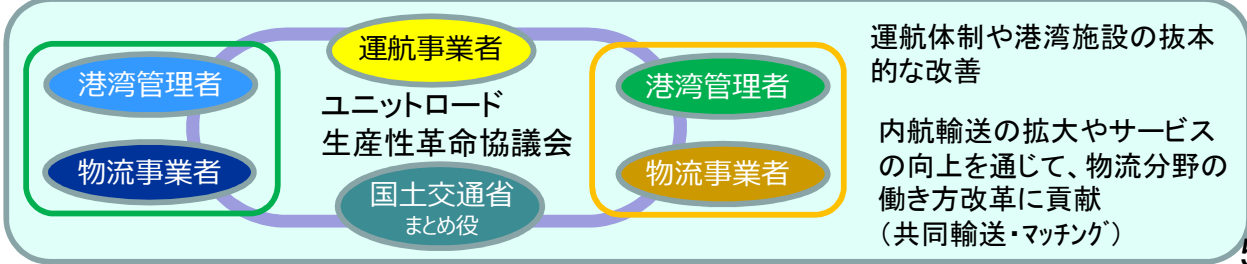 運航事業者
港湾管理者
物流事業者
ユニットロード
生産性革命協議会
国土交通省
まとめ役
港湾管理者
物流事業者
運航体制や港湾施設の抜本
的な改善
内航輸送の拡大やサービス
の向上を通じて、物流分野の
働き方改革に貢献
（共同輸送・ﾏｯﾁﾝｸﾞ）